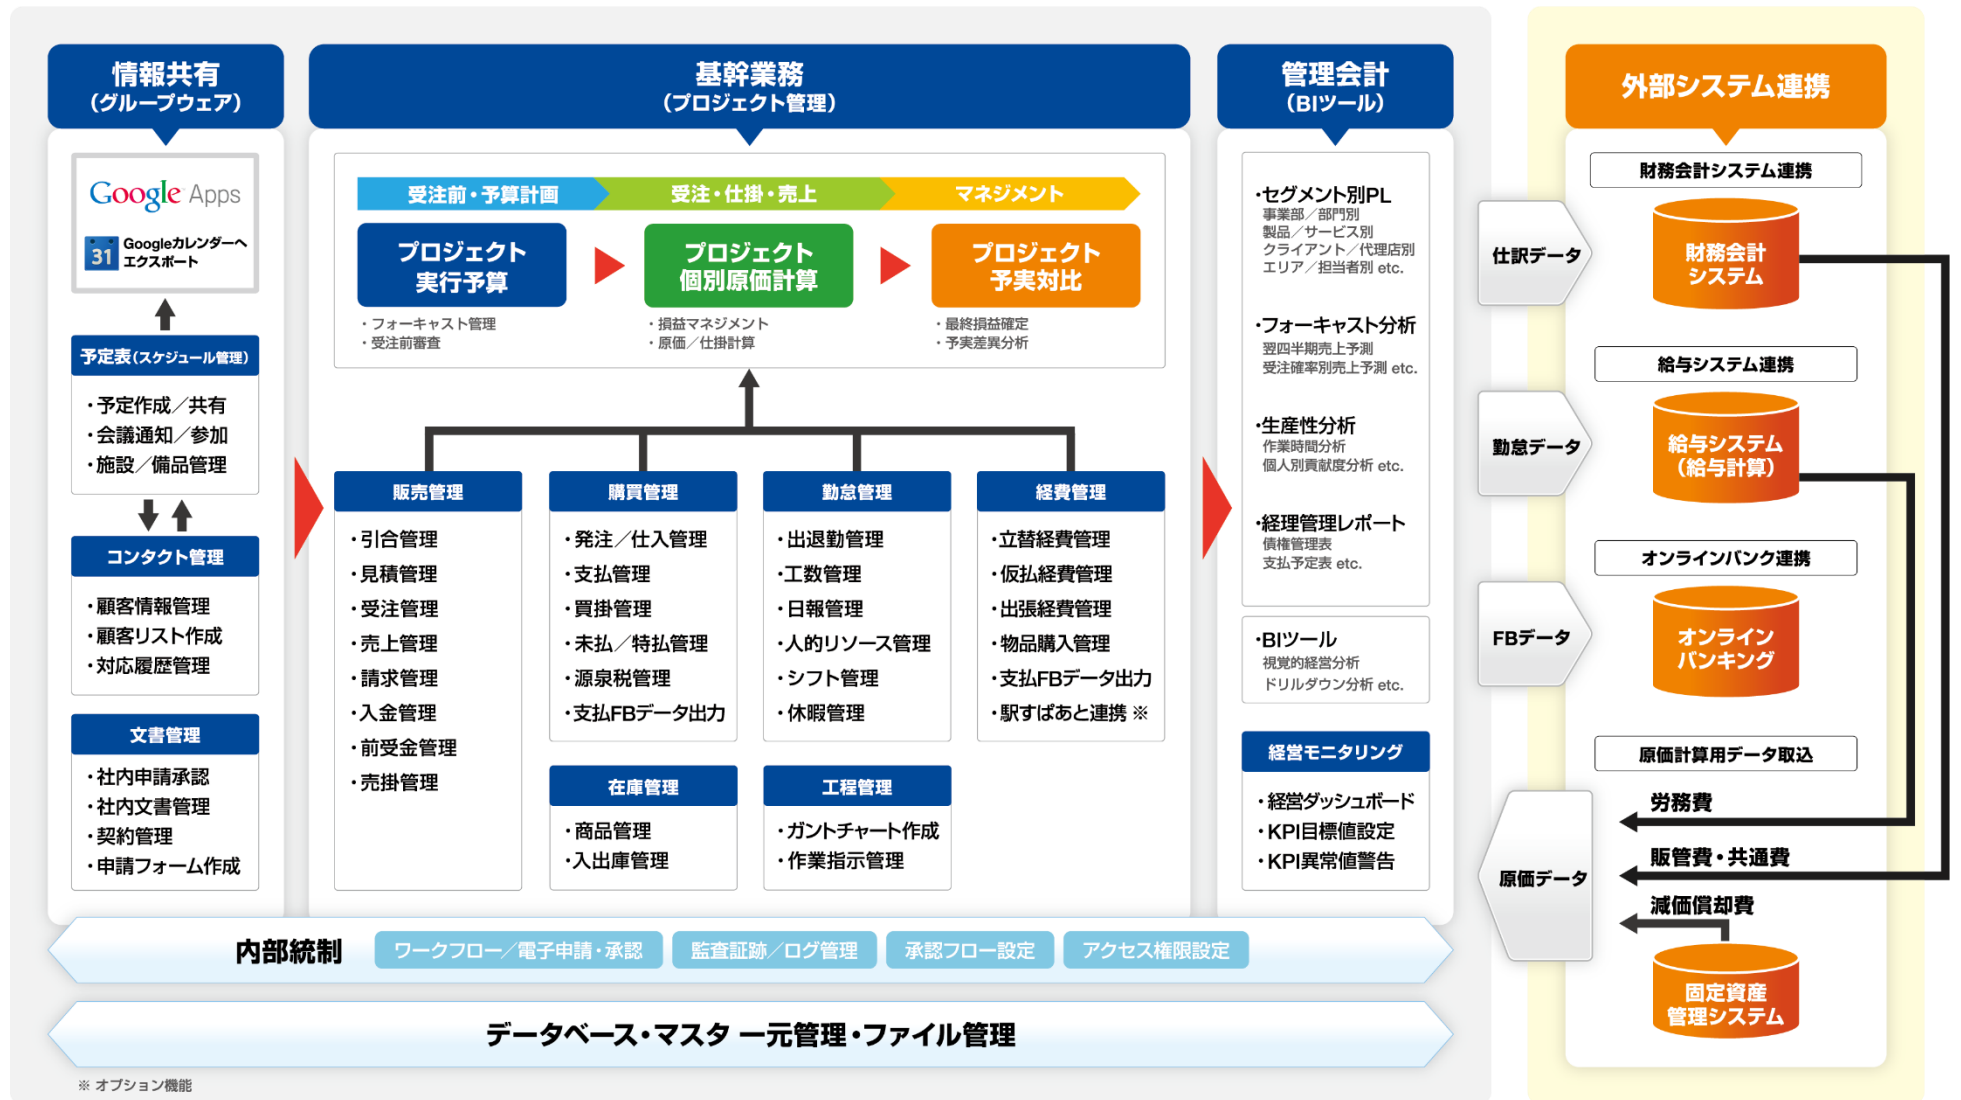 情報共有
（グループウェア）
Google Apps
31
Googleカレンダーへ
エクスポート
予定表（スケジュール管理）
・予定作成／共有
・会議通知／参加
・施設／備品管理
コンタクト管理
・顧客情報管理
・顧客リスト作成
・対応履歴管理
文書管理
・社内申請承認
・社内文書管理
・契約管理
・申請フォーム作成
基幹業務
（プロジェクト管理）
受注前・予算計画
受注・仕掛・売上
マネジメント
プロジェクト
実行予算
・フォーキャスト管理
・受注前審査
プロジェクト
個別原価計算
・損益マネジメント
・原価／仕掛計算
プロジェクト
予実対比
・最終損益確定
・予実差異分析
販売管理
・引合管理
・見積管理
・受注管理
・売上管理
・請求管理
・入金管理
・前受金管理
・売掛管理
購買管理
・発注／仕入管理
・支払管理
・買掛管理
・未払／特払管理
・源泉税管理
・支払FBデータ出力
在庫管理
・商品管理
・入出庫管理
勤怠管理
・出退勤管理
・工数管理
・日報管理
・人的リソース管理
・シフト管理
・休暇管理
工程管理
・ガントチャート作成
・作業指示管理
経費管理
・立替経費管理
・仮払経費管理
・出張経費管理
・物品購入管理
・支払FBデータ出力
・駅すぱあと連携 ※
管理会計
（BIツール）
・セグメント別PL
事業部／部門別
製品／サービス別
クライアント／代理店別
エリア／担当者別 etc.
・フォーキャスト分析
翌四半期売上予測
受注確率別売上予測 etc.
・生産性分析
作業時間分析
個人別貢献度分析 etc.
・経理管理レポート
債権管理表
支払予定表 etc.
・BIツール
視覚的経営分析
ドリルダウン分析 etc.
経営モニタリング
・経営ダッシュボード
・KPI目標値設定
・KPI異常値警告
内部統制
ワークフロー／電子申請・承認
監査証跡／ログ管理
承認フロー設定
アクセス権限設定
データベース・マスタ 一元管理・ファイル管理
※ オプション機能
外部システム連携
仕訳データ
財務会計システム連携
財務会計
システム
勤怠データ
給与システム連携
給与システム
（給与計算）
FBデータ
オンラインバンク連携
オンライン
バンキング
原価データ
原価計算用データ取込
労務費
販管費・共通費
減価償却費
固定資産
管理システム